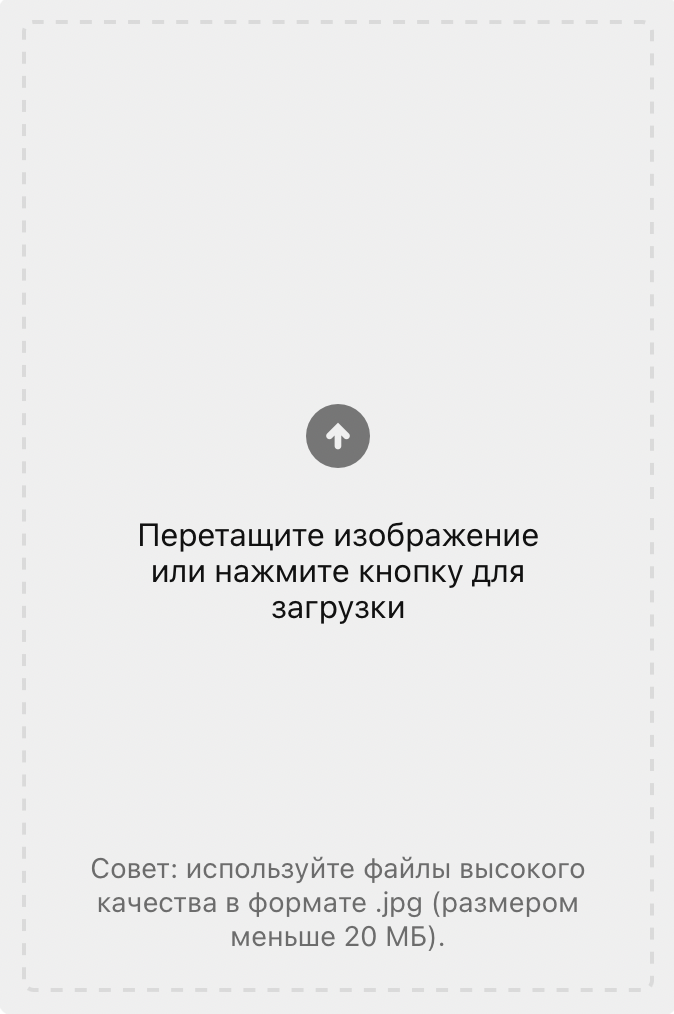 Перетащите изображение
или нажмите кнопку для
загрузки
Совет: используйте файлы высокого
качества в формате .jpg (размером
меньше 20 МБ).